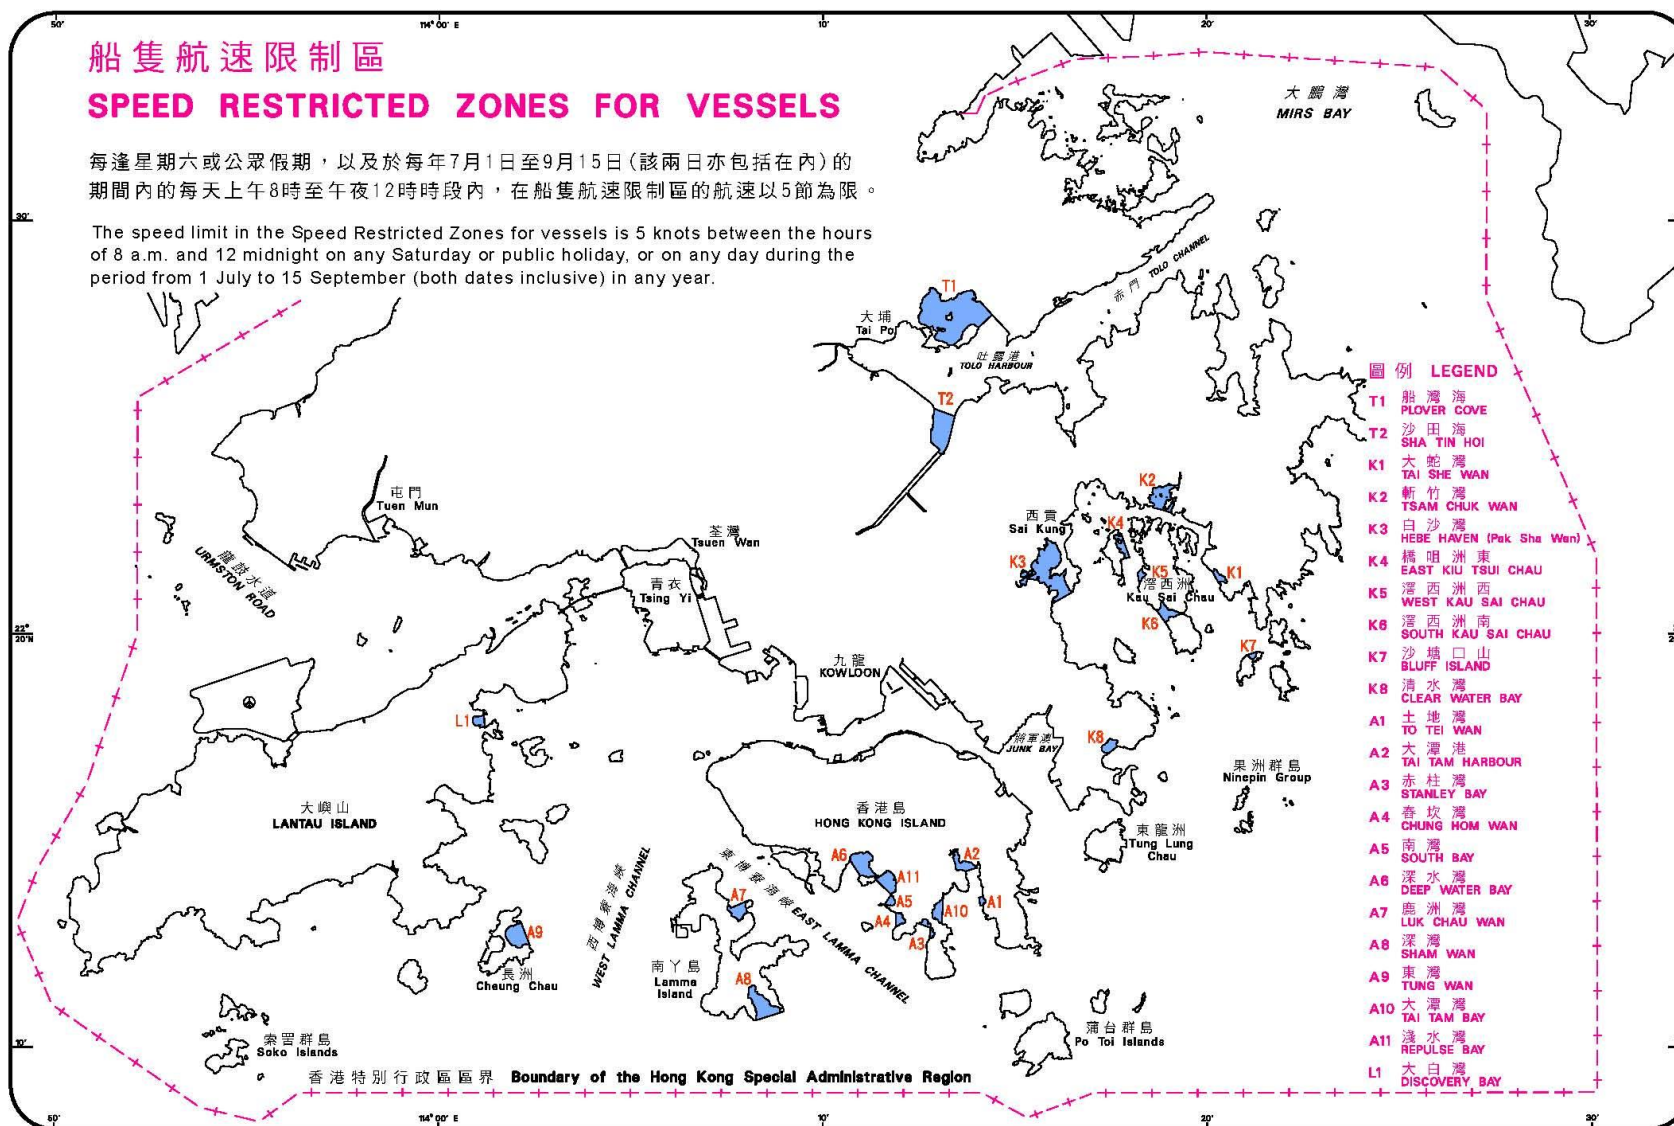 50'
114° 00' E
10'
20'
30'
船隻航速限制區
SPEED RESTRICTED ZONES FOR VESSELS
每逢星期六或公眾假期，以及於每年7月1日至9月15日(該兩日亦包括在內)的
期間內的每天上午8時至午夜12時時段內，在船隻航速限制區的航速以5節為限。
The speed limit in the Speed Restricted Zones for vessels is 5 knots between the hours
of 8 a.m. and 12 midnight on any Saturday or public holiday, or on any day during the
period from 1 July to 15 September (both dates inclusive) in any year.
大鵬灣
MIRS BAY
30'
赤門 TOLO CHANNEL
T1
大埔
Tai Po
吐露港
TOLO HARBOUR
T2
屯門
Tuen Mun
荃灣
Tsuen Wan
龍鼓水道
URMSTON ROAD
青衣
Tsing Yi
西貢
Sai Kung
K2
K4
K3
K5
K1
滘西洲
Kau Sai Chau
K6
K7
22°
20'N
九龍
KOWLOON
L1
將軍澳
JUNK BAY
K8
果洲群島
Ninepin Group
大嶼山
LANTAU ISLAND
香港島
HONG KONG ISLAND
東龍洲
Tung Lung
Chau
A6
A2
A11
A7
A5
A10
A1
A4
A3
A9
A8
西博寮海峽
WEST LAMMA CHANNEL
東博寮海峽 EAST LAMMA CHANNEL
長洲
Cheung Chau
南丫島
Lamma
Island
蒲台群島
Po Toi Islands
索罟群島
Soko Islands
10'
香港特別行政區區界 Boundary of the Hong Kong Special Administrative Region
圖例 LEGEND
T1 船灣海
PLOVER COVE
T2 沙田海
SHA TIN HOI
K1 大蛇灣
TAI SHE WAN
K2 斬竹灣
TSAM CHUK WAN
K3 白沙灣
HEBE HAVEN (Pak Sha Wan)
K4 橋咀洲東
EAST KIU TSUI CHAU
K5 滘西洲西
WEST KAU SAI CHAU
K6 滘西洲南
SOUTH KAU SAI CHAU
K7 沙塘口山
BLUFF ISLAND
K8 清水灣
CLEAR WATER BAY
A1 土地灣
TO TEI WAN
A2 大潭港
TAI TAM HARBOUR
A3 赤柱灣
STANLEY BAY
A4 舂坎灣
CHUNG HOM WAN
A5 南灣
SOUTH BAY
A6 深水灣
DEEP WATER BAY
A7 鹿洲灣
LUK CHAU WAN
A8 深灣
SHAM WAN
A9 東灣
TUNG WAN
A10 大潭灣
TAI TAM BAY
A11 淺水灣
REPULSE BAY
L1 大白灣
DISCOVERY BAY
50'
114° 00' E
10'
20'
30'